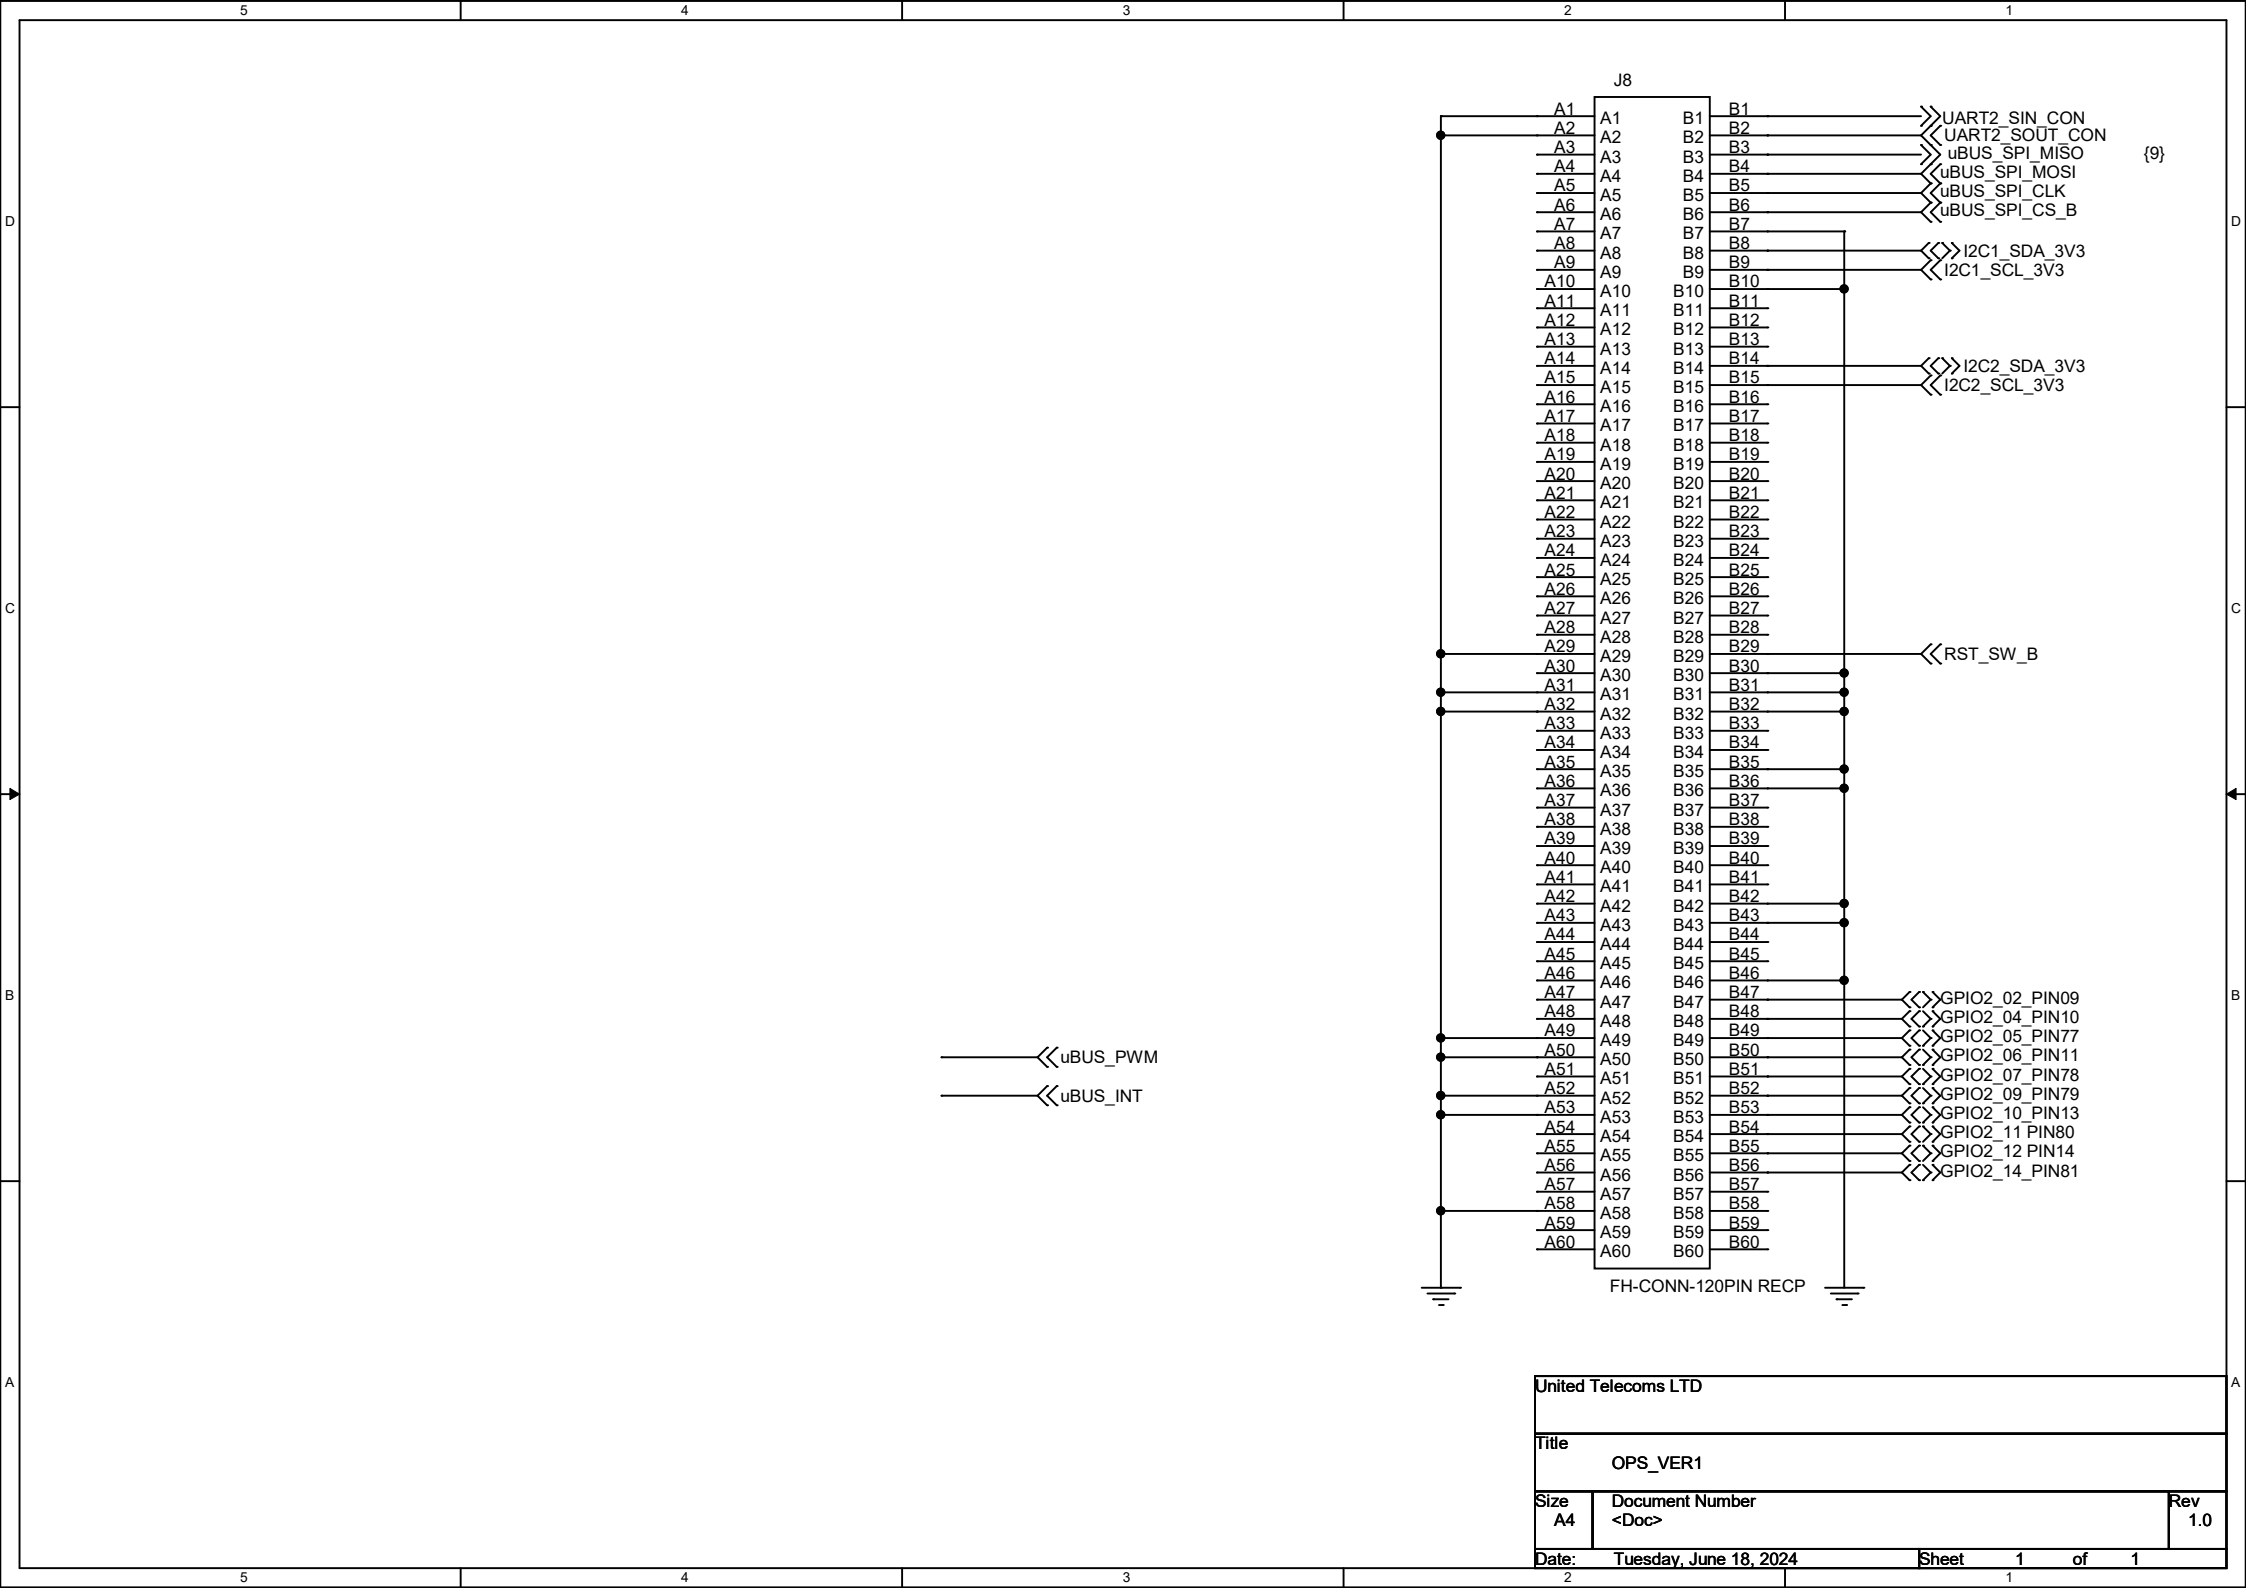 5 4 3 2 1
J8
A1 A1 B1 B1 UART2_SIN_CON
A2 A2 B2 B2 UART2_SOUT_CON
A3 A3 B3 B3 uBUS_SPI_MISO {9}
A4 A4 B4 B4 uBUS_SPI_MOSI
A5 A5 B5 B5 uBUS_SPI_CLK
A6 A6 B6 B6 uBUS_SPI_CS_B
D D
A7 A7 B7 B7
A8 A8 B8 B8 I2C1_SDA_3V3
A9 A9 B9 B9 I2C1_SCL_3V3
A10 A10 B10 B10
A11 A11 B11 B11
A12 A12 B12 B12
A13 A13 B13 B13
A14 A14 B14 B14 I2C2_SDA_3V3
A15 A15 B15 B15 I2C2_SCL_3V3
A16 A16 B16 B16
A17 A17 B17 B17
A18 A18 B18 B18
A19 A19 B19 B19
A20 A20 B20 B20
A21 A21 B21 B21
A22 A22 B22 B22
A23 A23 B23 B23
A24 A24 B24 B24
A25 A25 B25 B25
A26 A26 B26 B26
C C
A27 A27 B27 B27
A28 A28 B28 B28
A29 A29 B29 B29 RST_SW_B
A30 A30 B30 B30
A31 A31 B31 B31
A32 A32 B32 B32
A33 A33 B33 B33
A34 A34 B34 B34
A35 A35 B35 B35
A36 A36 B36 B36
A37 A37 B37 B37
A38 A38 B38 B38
A39 A39 B39 B39
A40 A40 B40 B40
A41 A41 B41 B41
A42 A42 B42 B42
A43 A43 B43 B43
A44 A44 B44 B44
A45 A45 B45 B45
A46 A46 B46 B46
B B
A47 A47 B47 B47 GPIO2_02_PIN09
A48 A48 B48 B48 GPIO2_04_PIN10
A49 A49 B49 B49 GPIO2_05_PIN77
uBUS_PWM A50 A50 B50 B50 GPIO2_06_PIN11
A51 A51 B51 B51 GPIO2_07_PIN78
uBUS_INT A52 A52 B52 B52 GPIO2_09_PIN79
A53 A53 B53 B53 GPIO2_10_PIN13
A54 A54 B54 B54 GPIO2_11 PIN80
A55 A55 B55 B55 GPIO2_12 PIN14
A56 A56 B56 B56 GPIO2_14_PIN81
A57 A57 B57 B57
A58 A58 B58 B58
A59 A59 B59 B59
A60 A60 B60 B60
FH-CONN-120PIN RECP
A A
United Telecoms LTD
Title
OPS_VER1
Size Document Number Rev
A4 <Doc> 1.0
Date: Tuesday, June 18, 2024 Sheet 1 of 1
5 4 3 2 1